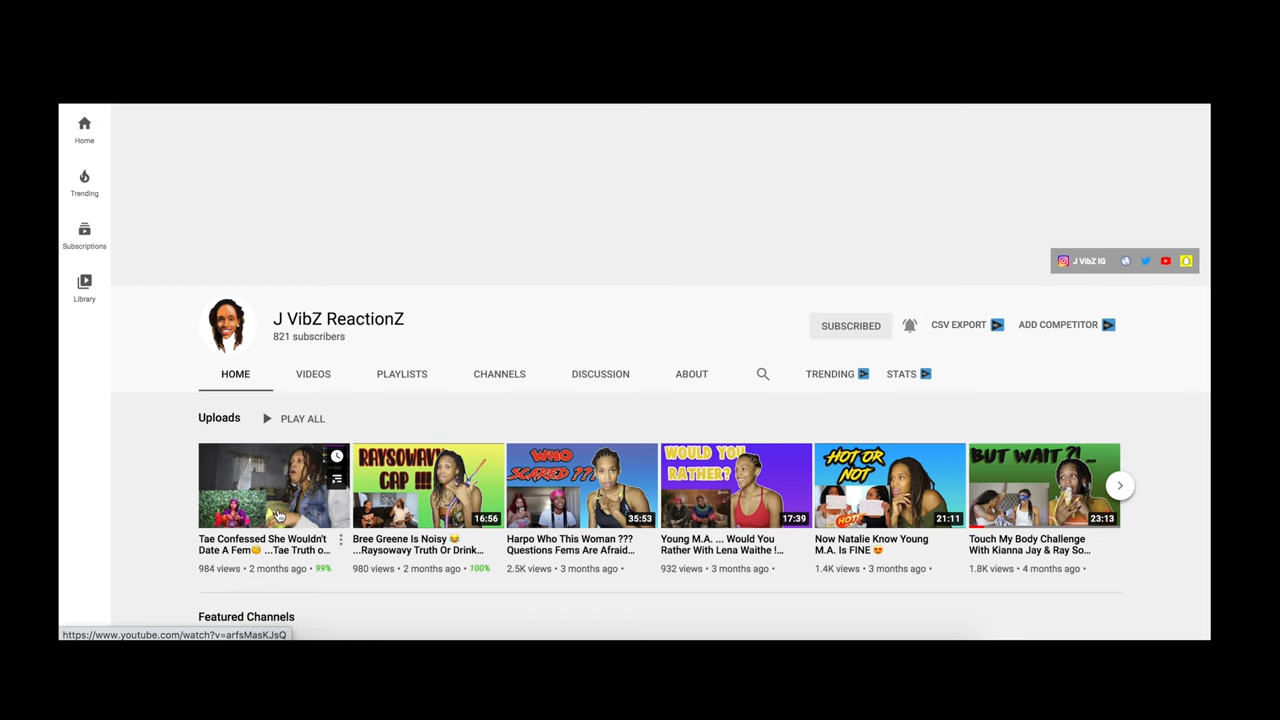 Home
Trending
Subscriptions
Library
J VibZ IG
J VibZ ReactionZ
821 subscribers
SUBSCRIBED
CSV EXPORT
ADD COMPETITOR
HOME
VIDEOS
PLAYLISTS
CHANNELS
DISCUSSION
ABOUT
TRENDING
STATS
Uploads
PLAY ALL
RAYSOWAVY
CAP !!!
16:56
WHO
SCARED ???
35:53
WOULD YOU
RATHER?
17:39
HOT OR
NOT
HOT!
21:11
BUT WAIT ?! ...
23:13
Tae Confessed She Wouldn't
Date A Fem😏 ...Tae Truth o...
984 views • 2 months ago • 99%
Bree Greene Is Noisy 😂
...Raysowavy Truth Or Drink...
980 views • 2 months ago • 100%
Harpo Who This Woman ???
Questions Fems Are Afraid...
2.5K views • 3 months ago •
Young M.A. ... Would You
Rather With Lena Waithe !...
932 views • 3 months ago •
Now Natalie Know Young
M.A. Is FINE 😍
1.4K views • 3 months ago •
Touch My Body Challenge
With Kianna Jay & Ray So...
1.8K views • 4 months ago •
Featured Channels
https://www.youtube.com/watch?v=arfsMasKJsQ